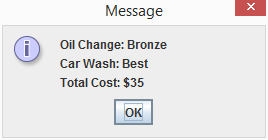 Message
Oil Change: Bronze
Car Wash: Best
Total Cost: $35
OK